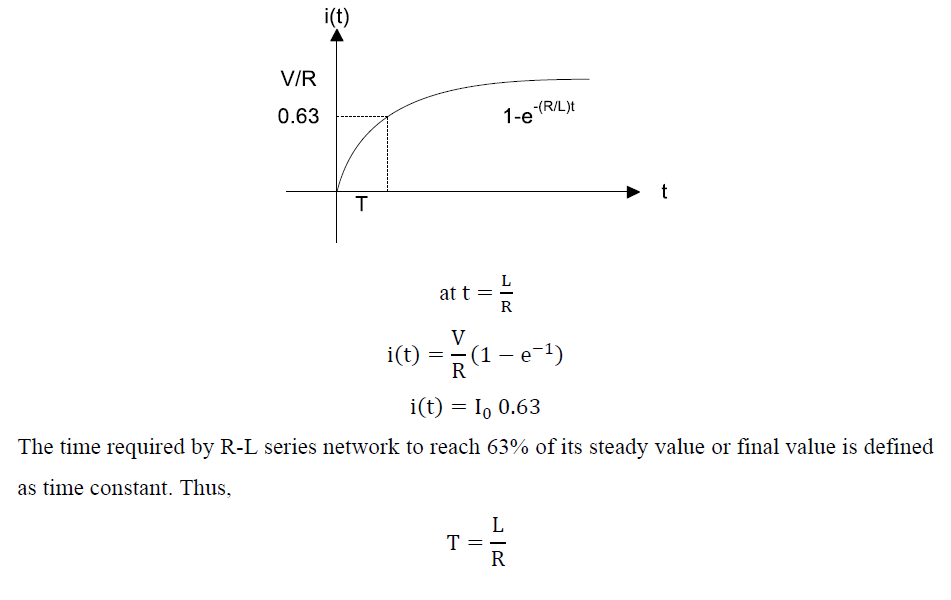 i(t)
V/R
0.63
1-e^-(R/L)t
T
t
at t = L/R
i(t) = V/R (1 − e⁻¹)
i(t) = I₀ 0.63
The time required by R-L series network to reach 63% of its steady value or final value is defined
as time constant. Thus,
T = L/R